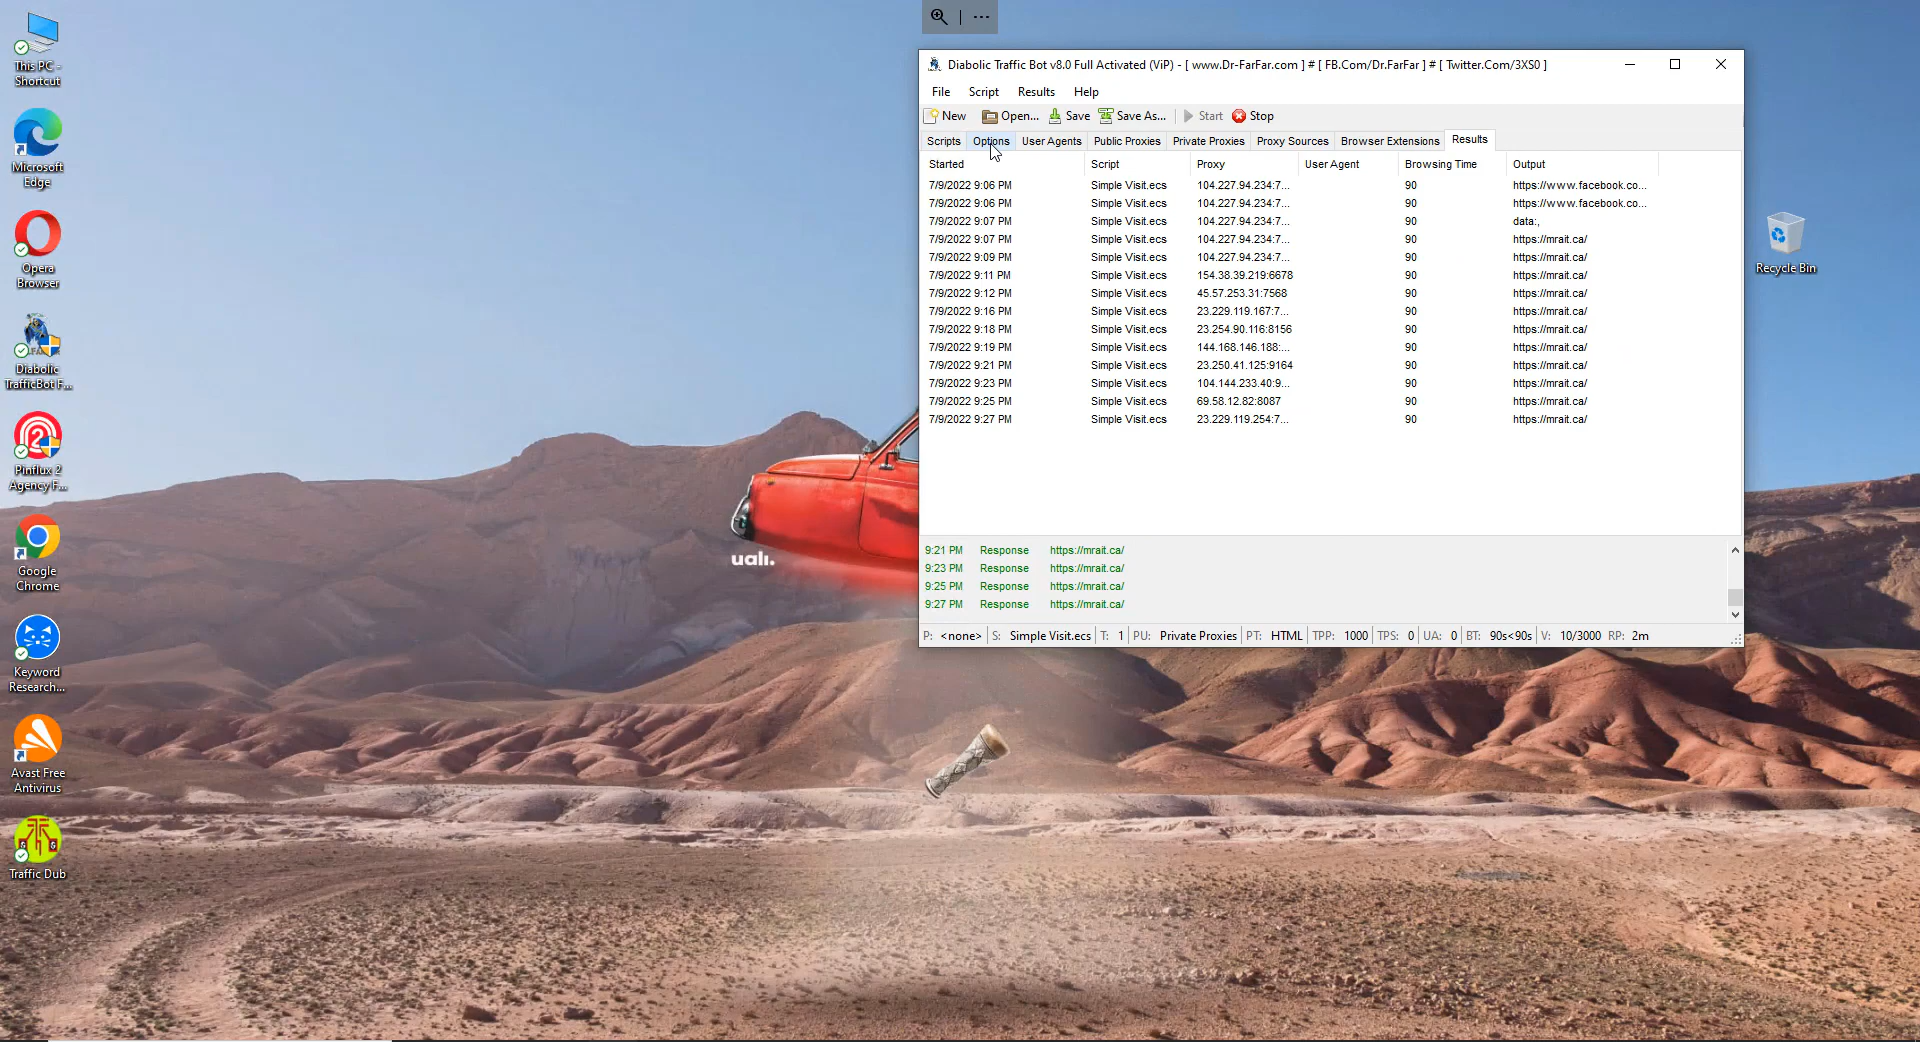 This PC -
Shortcut
Microsoft
Edge
Opera
Browser
Diabolic
TrafficBot F...
Pinflux 2
Agency F...
Google
Chrome
Keyword
Research...
Avast Free
Antivirus
Traffic Dub
Recycle Bin
ualı.
Diabolic Traffic Bot v8.0 Full Activated (ViP) - [ www.Dr-FarFar.com ] # [ FB.Com/Dr.FarFar ] # [ Twitter.Com/3XS0 ]
File Script Results Help
New Open... Save Save As... Start Stop
Scripts Options User Agents Public Proxies Private Proxies Proxy Sources Browser Extensions Results
Started Script Proxy User Agent Browsing Time Output
7/9/2022 9:06 PM Simple Visit.ecs 104.227.94.234:7... 90 https://www.facebook.co...
7/9/2022 9:06 PM Simple Visit.ecs 104.227.94.234:7... 90 https://www.facebook.co...
7/9/2022 9:07 PM Simple Visit.ecs 104.227.94.234:7... 90 data:,
7/9/2022 9:07 PM Simple Visit.ecs 104.227.94.234:7... 90 https://mrait.ca/
7/9/2022 9:09 PM Simple Visit.ecs 104.227.94.234:7... 90 https://mrait.ca/
7/9/2022 9:11 PM Simple Visit.ecs 154.38.39.219:6678 90 https://mrait.ca/
7/9/2022 9:12 PM Simple Visit.ecs 45.57.253.31:7568 90 https://mrait.ca/
7/9/2022 9:16 PM Simple Visit.ecs 23.229.119.167:7... 90 https://mrait.ca/
7/9/2022 9:18 PM Simple Visit.ecs 23.254.90.116:8156 90 https://mrait.ca/
7/9/2022 9:19 PM Simple Visit.ecs 144.168.146.188:... 90 https://mrait.ca/
7/9/2022 9:21 PM Simple Visit.ecs 23.250.41.125:9164 90 https://mrait.ca/
7/9/2022 9:23 PM Simple Visit.ecs 104.144.233.40:9... 90 https://mrait.ca/
7/9/2022 9:25 PM Simple Visit.ecs 69.58.12.82:8087 90 https://mrait.ca/
7/9/2022 9:27 PM Simple Visit.ecs 23.229.119.254:7... 90 https://mrait.ca/
9:21 PM Response https://mrait.ca/
9:23 PM Response https://mrait.ca/
9:25 PM Response https://mrait.ca/
9:27 PM Response https://mrait.ca/
P: <none> S: Simple Visit.ecs T: 1 PU: Private Proxies PT: HTML TPP: 1000 TPS: 0 UA: 0 BT: 90s<90s V: 10/3000 RP: 2m